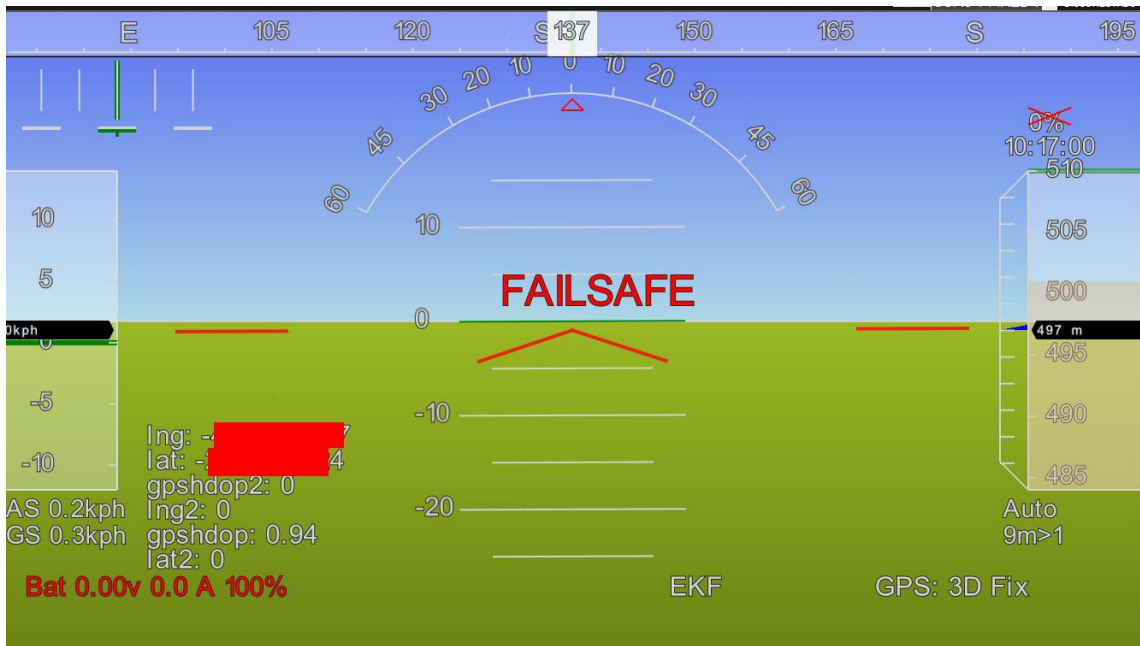 E 105 120 S 137 150 165 S 195
60 45 30 20 10 0 10 20 30 45 60
0%
10:17:00
10
5
0
-5
-10
0kph
10
0
-10
-20
FAILSAFE
510
505
500
497 m
495
490
485
lng: -
lat: -
gpshdop2: 0
AS 0.2kph lng2: 0
GS 0.3kph gpshdop: 0.94
lat2: 0
Auto
9m>1
Bat 0.00v 0.0 A 100%
EKF
GPS: 3D Fix